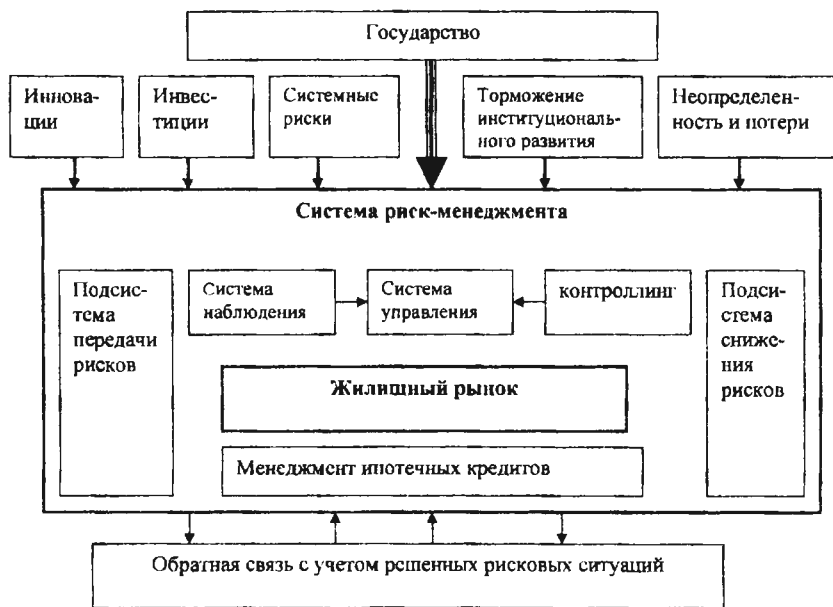 Государство
Иннова-
ции
Инвес-
тиции
Системные
риски
Торможение
институциональ-
ного развития
Неопределен-
ность и потери
Система риск-менеджмента
Подсис-
тема
передачи
рисков
Система
наблюдения
Система
управления
контроллинг
Подси-
стема
сниже-
ния
рисков
Жилищный рынок
Менеджмент ипотечных кредитов
Обратная связь с учетом решенных рисковых ситуаций